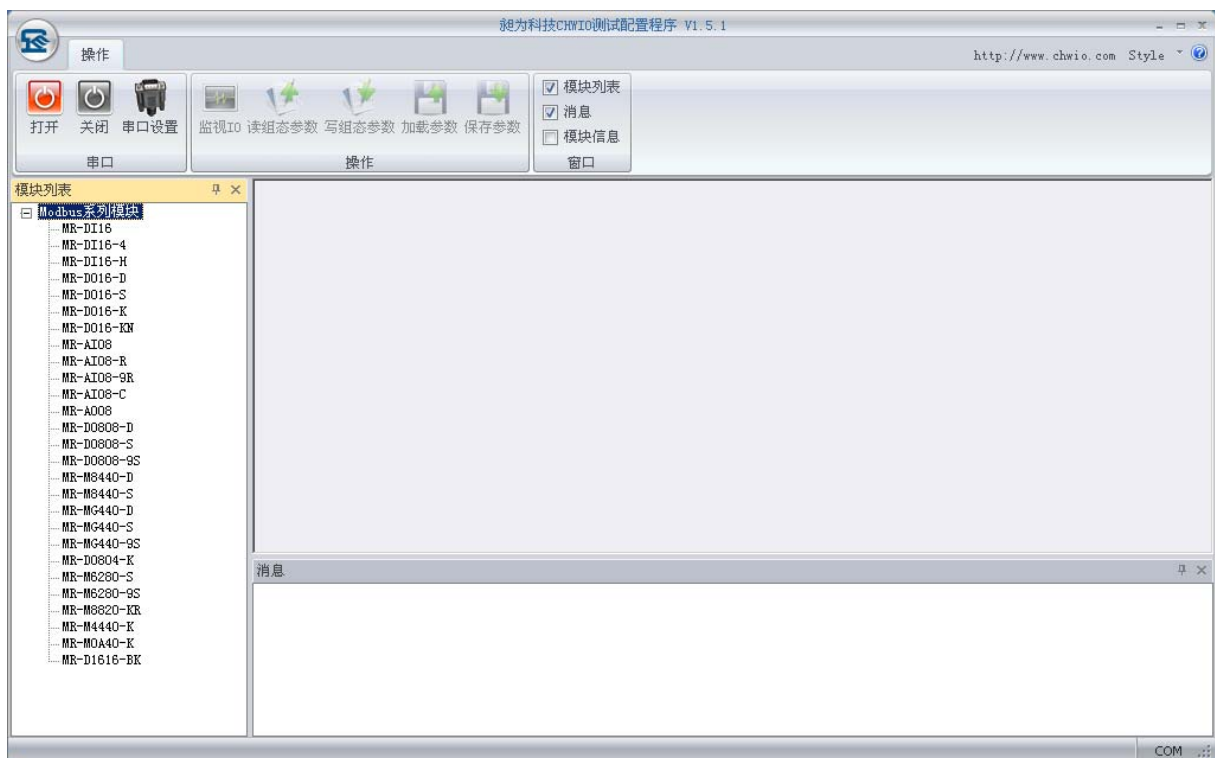 昶为科技CHWIO测试配置程序 V1.5.1
操作
http://www.chwio.com Style
打开 关闭 串口设置 监视IO 读组态参数 写组态参数 加载参数 保存参数
模块列表
消息
模块信息
串口 操作 窗口
模块列表
Modbus系列模块
MR-DI16
MR-DI16-4
MR-DI16-H
MR-DO16-D
MR-DO16-S
MR-DO16-K
MR-DO16-KN
MR-AI08
MR-AI08-R
MR-AI08-9R
MR-AI08-C
MR-AO08
MR-D0808-D
MR-D0808-S
MR-D0808-9S
MR-M8440-D
MR-M8440-S
MR-MG440-D
MR-MG440-S
MR-MG440-9S
MR-D0804-K
MR-M6280-S
MR-M6280-9S
MR-M8820-KR
MR-M4440-K
MR-M0A40-K
MR-D1616-BK
消息
COM